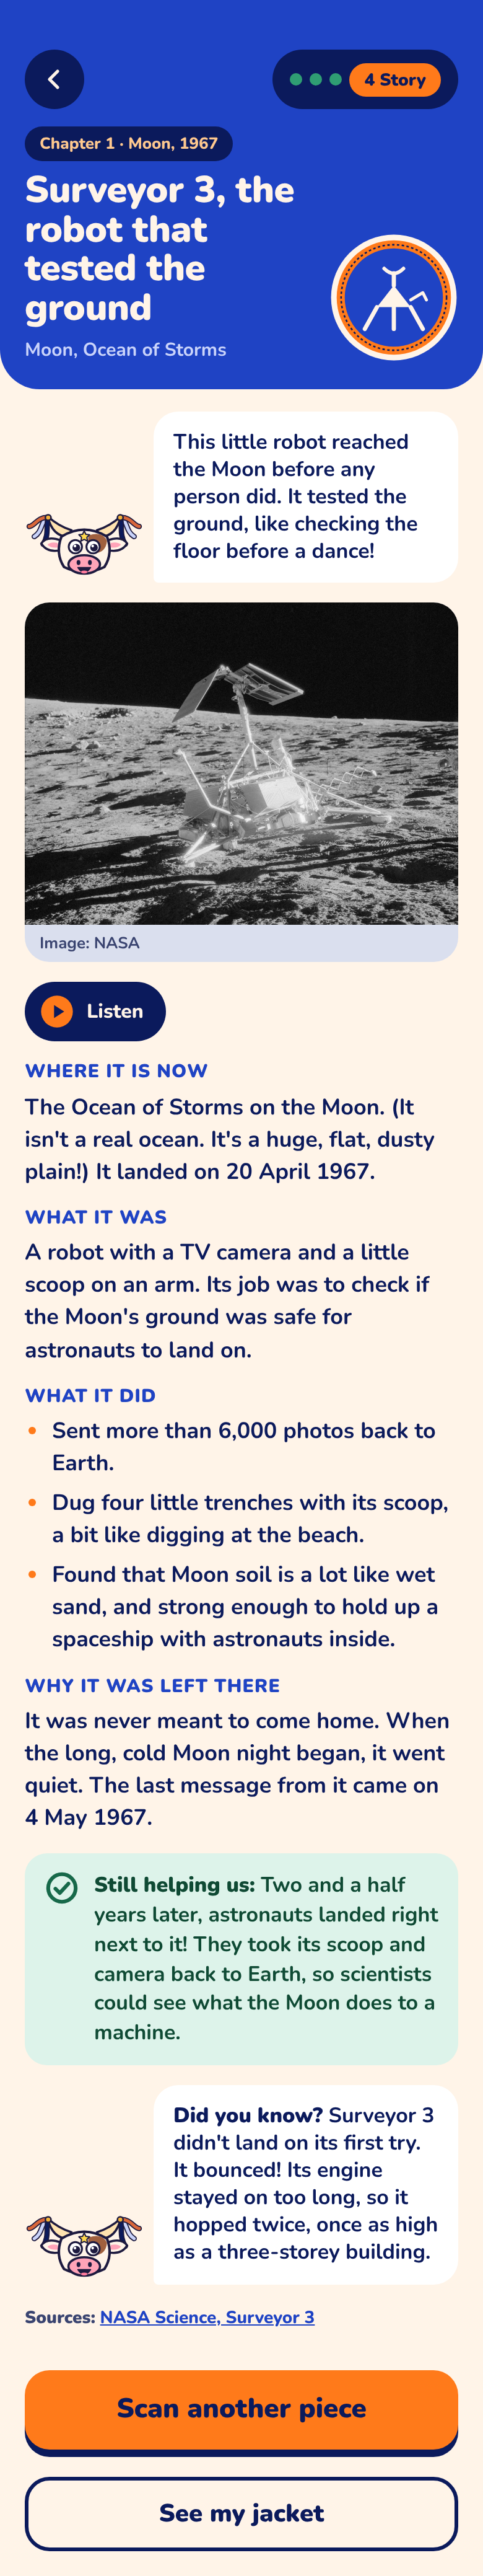 4 Story
Chapter 1 · Moon, 1967
Surveyor 3, the
robot that
tested the
ground
Moon, Ocean of Storms
This little robot reached
the Moon before any
person did. It tested the
ground, like checking the
floor before a dance!
Image: NASA
Listen
WHERE IT IS NOW
The Ocean of Storms on the Moon. (It
isn't a real ocean. It's a huge, flat, dusty
plain!) It landed on 20 April 1967.
WHAT IT WAS
A robot with a TV camera and a little
scoop on an arm. Its job was to check if
the Moon's ground was safe for
astronauts to land on.
WHAT IT DID
• Sent more than 6,000 photos back to
Earth.
• Dug four little trenches with its scoop,
a bit like digging at the beach.
• Found that Moon soil is a lot like wet
sand, and strong enough to hold up a
spaceship with astronauts inside.
WHY IT WAS LEFT THERE
It was never meant to come home. When
the long, cold Moon night began, it went
quiet. The last message from it came on
4 May 1967.
Still helping us: Two and a half
years later, astronauts landed right
next to it! They took its scoop and
camera back to Earth, so scientists
could see what the Moon does to a
machine.
Did you know? Surveyor 3
didn't land on its first try.
It bounced! Its engine
stayed on too long, so it
hopped twice, once as high
as a three-storey building.
Sources: NASA Science, Surveyor 3
Scan another piece
See my jacket